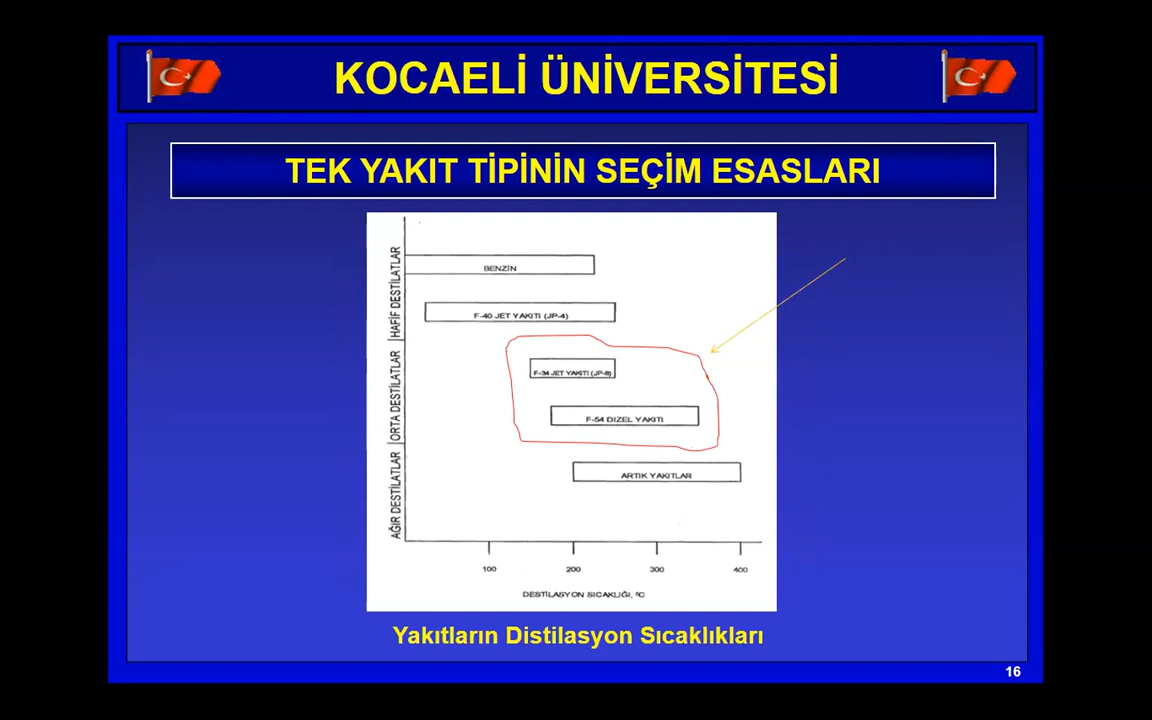 KOCAELİ ÜNİVERSİTESİ
TEK YAKIT TİPİNİN SEÇİM ESASLARI
HAFİF DESTİLATLAR
ORTA DESTİLATLAR
AĞIR DESTİLATLAR
BENZİN
F-40 JET YAKITI (JP-4)
F-34 JET YAKITI (JP-8)
F-54 DİZEL YAKITI
ARTIK YAKITLAR
100 200 300 400
DESTİLASYON SICAKLIĞI, ºC
Yakıtların Distilasyon Sıcaklıkları
16